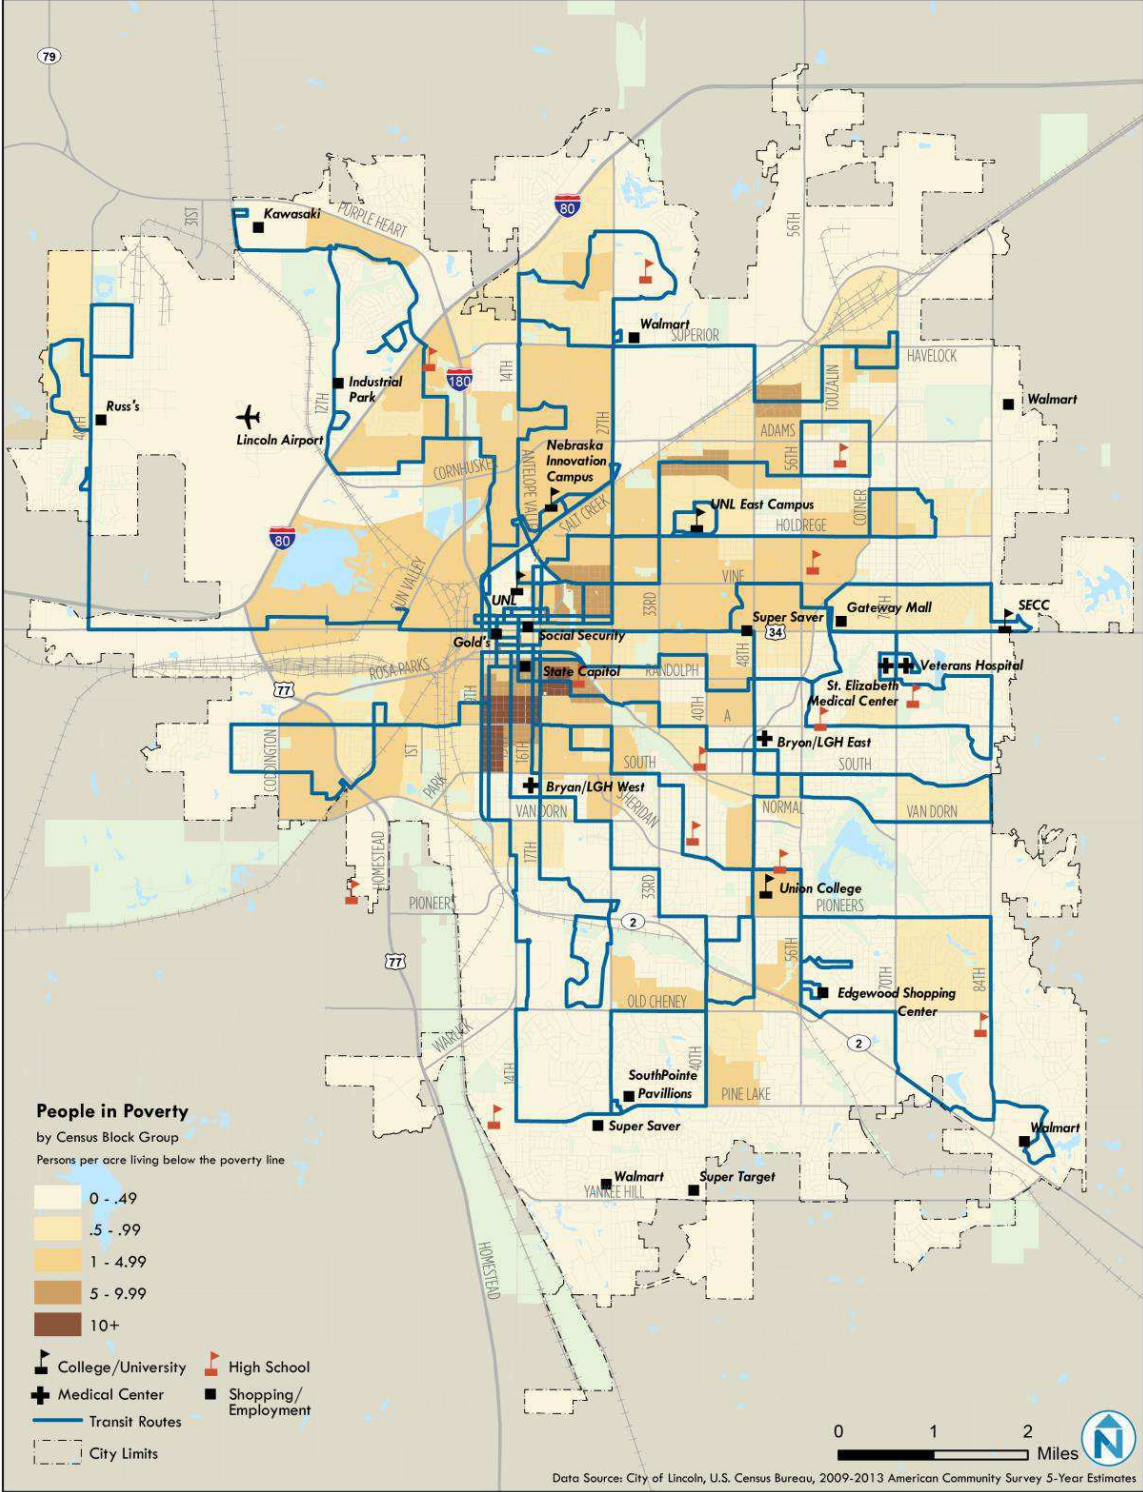 79
Kawasaki
PURPLE HEART
31ST
80
56TH
Walmart
SUPERIOR
HAVELOCK
14TH
180
Industrial
Park
12TH
TOUZALIN
Russ's
48TH
Lincoln Airport
27TH
Walmart
ADAMS
56TH
Nebraska
Innovation
Campus
CORNHUSKE
SALT CREEK
UNL East Campus
COTNER
HOLDREGE
80
VINE
UNL
33RD
Gateway Mall
70TH
SECC
Super Saver
34
Social Security
Gold's
48TH
ROSA PARKS
State Capitol
RANDOLPH
Veterans Hospital
St. Elizabeth
Medical Center
77
40TH
A
Bryon/LGH East
CODDINGTON
1ST
16TH
SOUTH
SOUTH
PARK
Bryan/LGH West
SHERIDAN
NORMAL
VAN DORN
VAN DORN
HOMESTEAD
17TH
33RD
Union College
PIONEERS
PIONEERS
2
56TH
77
70TH
84TH
OLD CHENEY
Edgewood Shopping
Center
WARLICK
2
14TH
40TH
SouthPointe
Pavillions
PINE LAKE
Super Saver
Walmart
Walmart
YANKEE HILL
Super Target
HOMESTEAD
People in Poverty
by Census Block Group
Persons per acre living below the poverty line
0 - .49
.5 - .99
1 - 4.99
5 - 9.99
10+
College/University
High School
Medical Center
Shopping/
Employment
Transit Routes
City Limits
0 1 2
Miles
N
Data Source: City of Lincoln, U.S. Census Bureau, 2009-2013 American Community Survey 5-Year Estimates